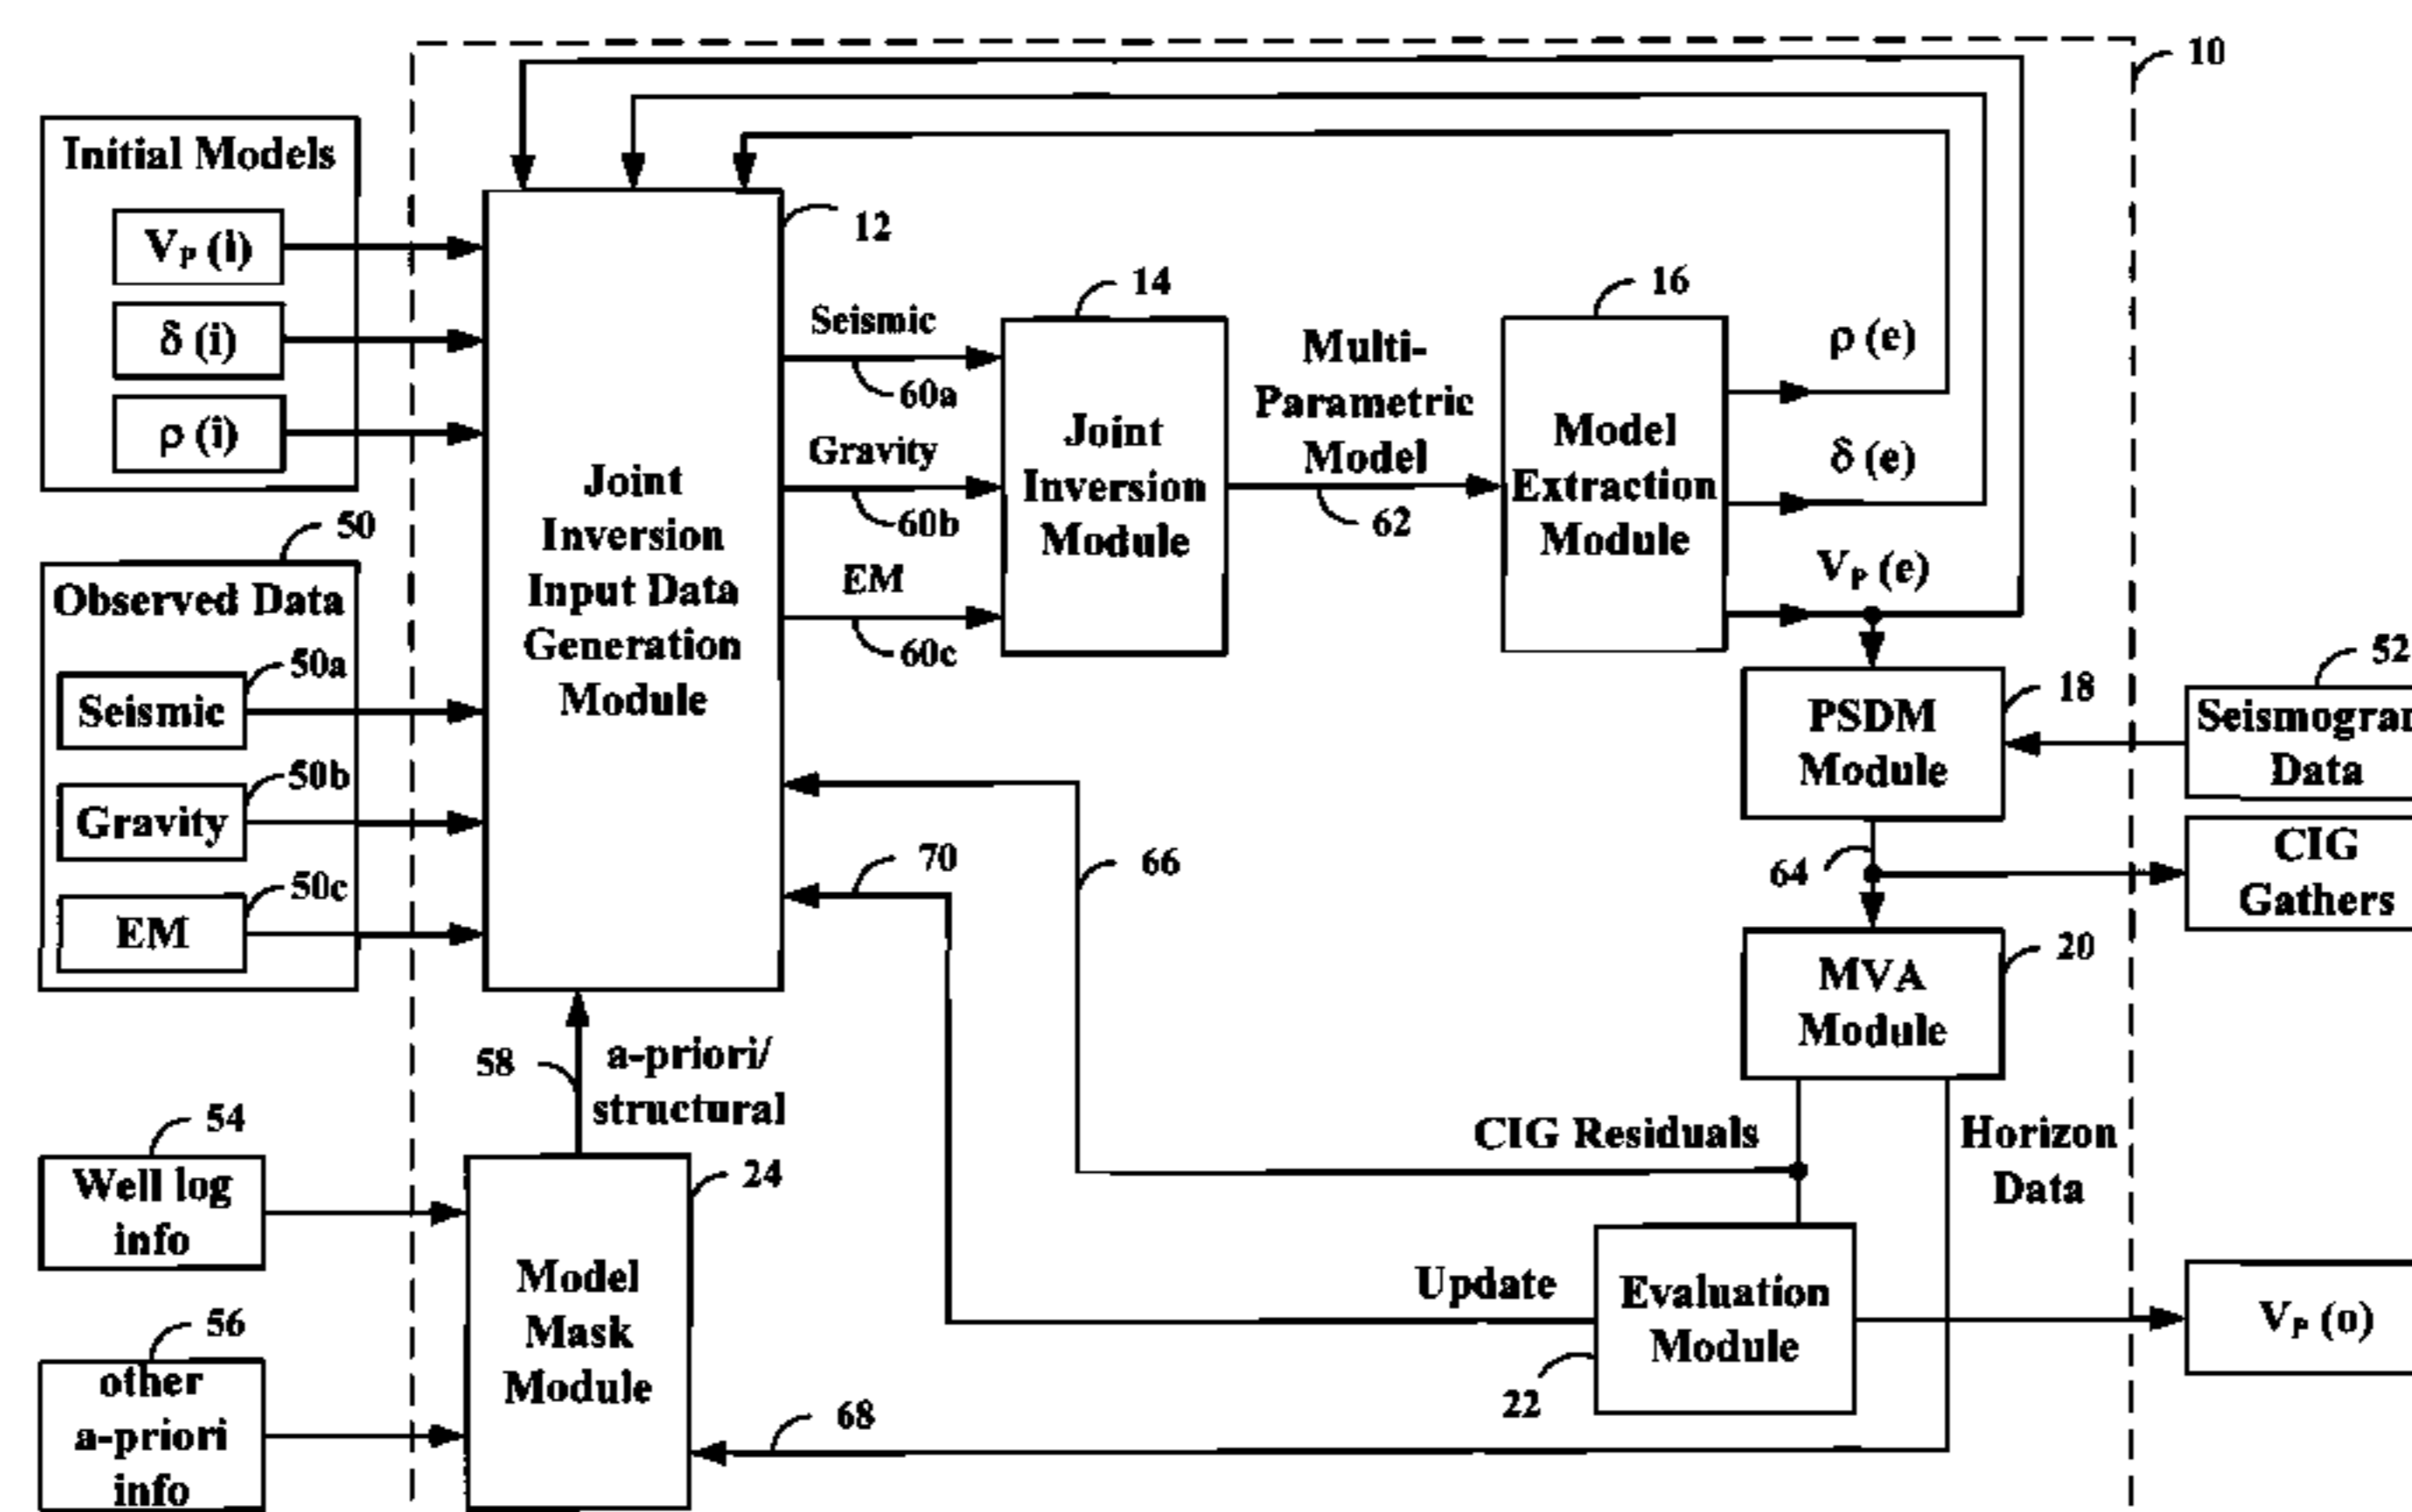 10
Initial Models
VP (i)
δ (i)
ρ (i)
12
14
16
Seismic
60a
Gravity
60b
EM
60c
Joint
Inversion
Input Data
Generation
Module
Joint
Inversion
Module
Multi-
Parametric
Model
62
Model
Extraction
Module
ρ (e)
δ (e)
VP (e)
50
Observed Data
50a
Seismic
50b
Gravity
50c
EM
18
PSDM
Module
52
Seismogram
Data
64
CIG
Gathers
20
MVA
Module
66
70
58
a-priori/
structural
CIG Residuals
Horizon
Data
54
Well log
info
56
other
a-priori
info
24
Model
Mask
Module
Update
Evaluation
Module
22
VP (o)
68